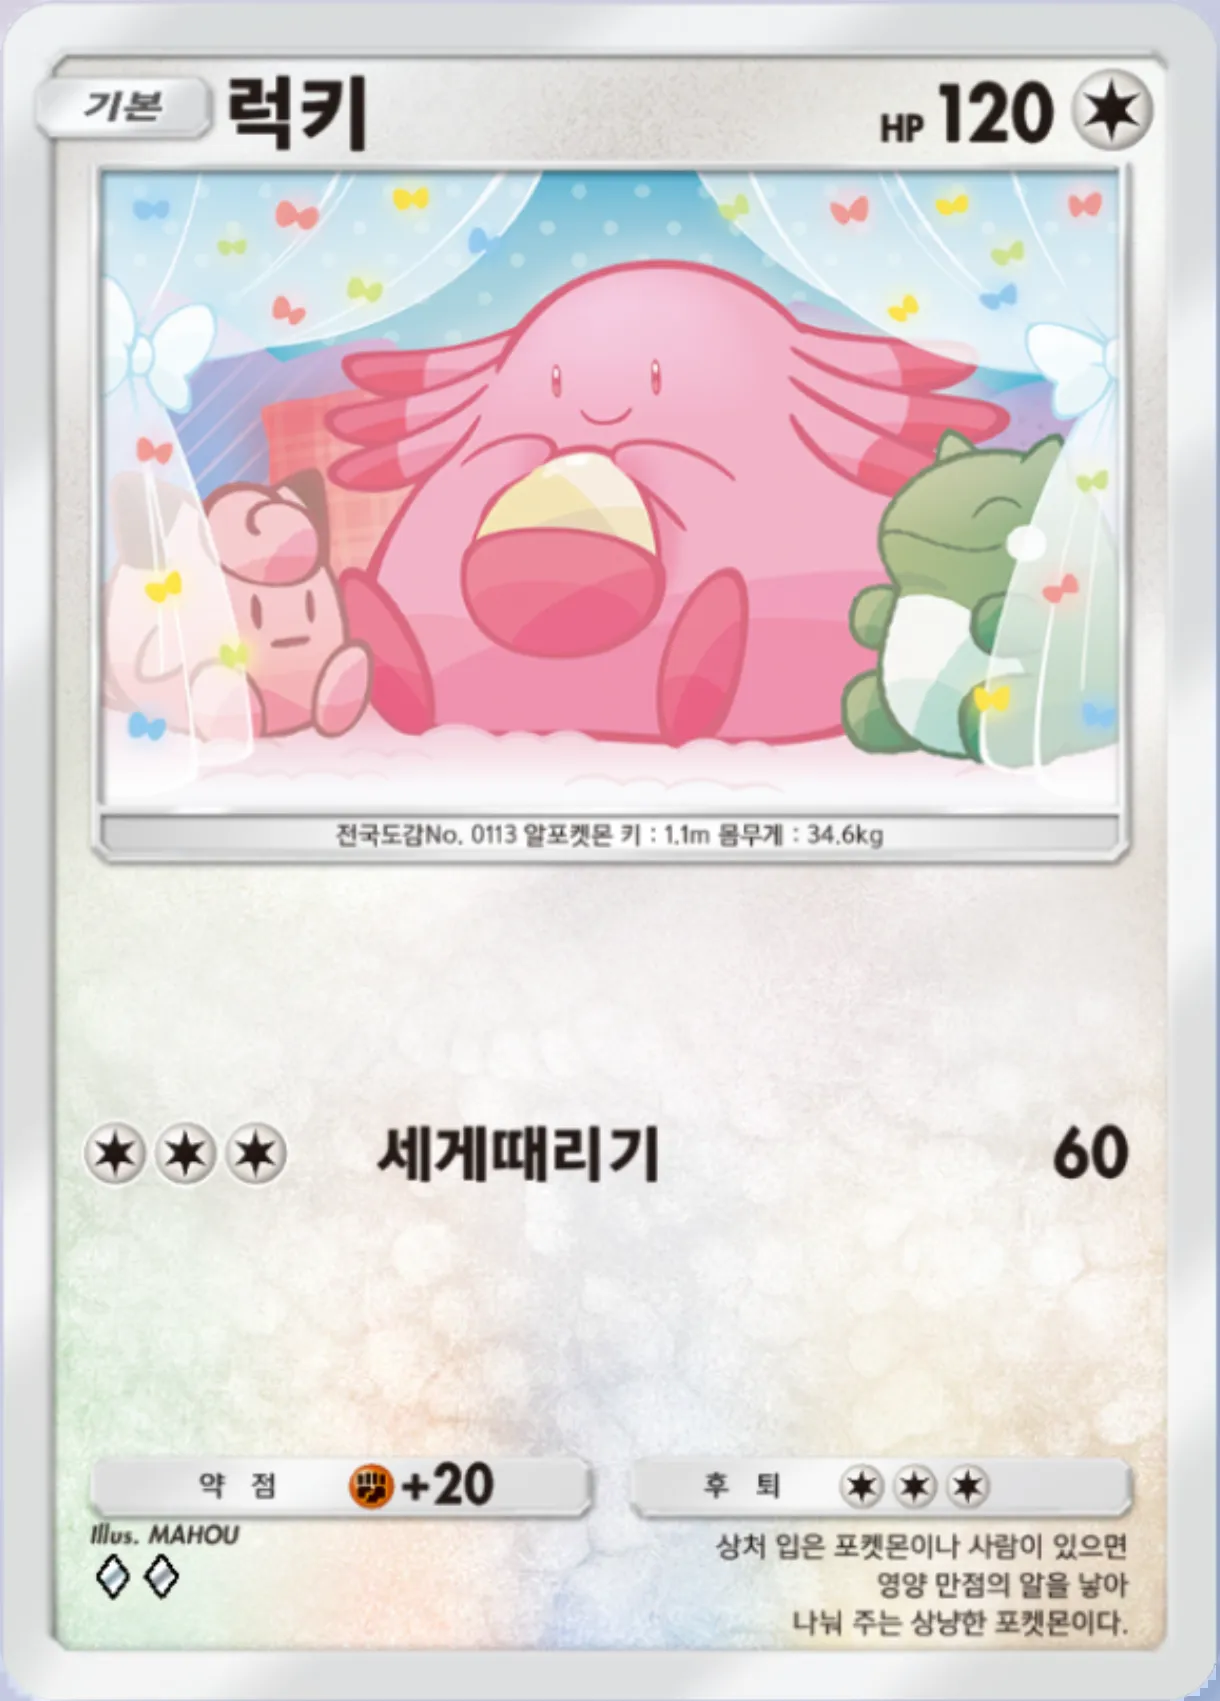 기본
럭키
HP 120
전국도감No. 0113 알포켓몬 키 : 1.1m 몸무게 : 34.6kg
세게때리기 60
약 점 +20
후 퇴
Illus. MAHOU
상처 입은 포켓몬이나 사람이 있으면
영양 만점의 알을 낳아
나눠 주는 상냥한 포켓몬이다.